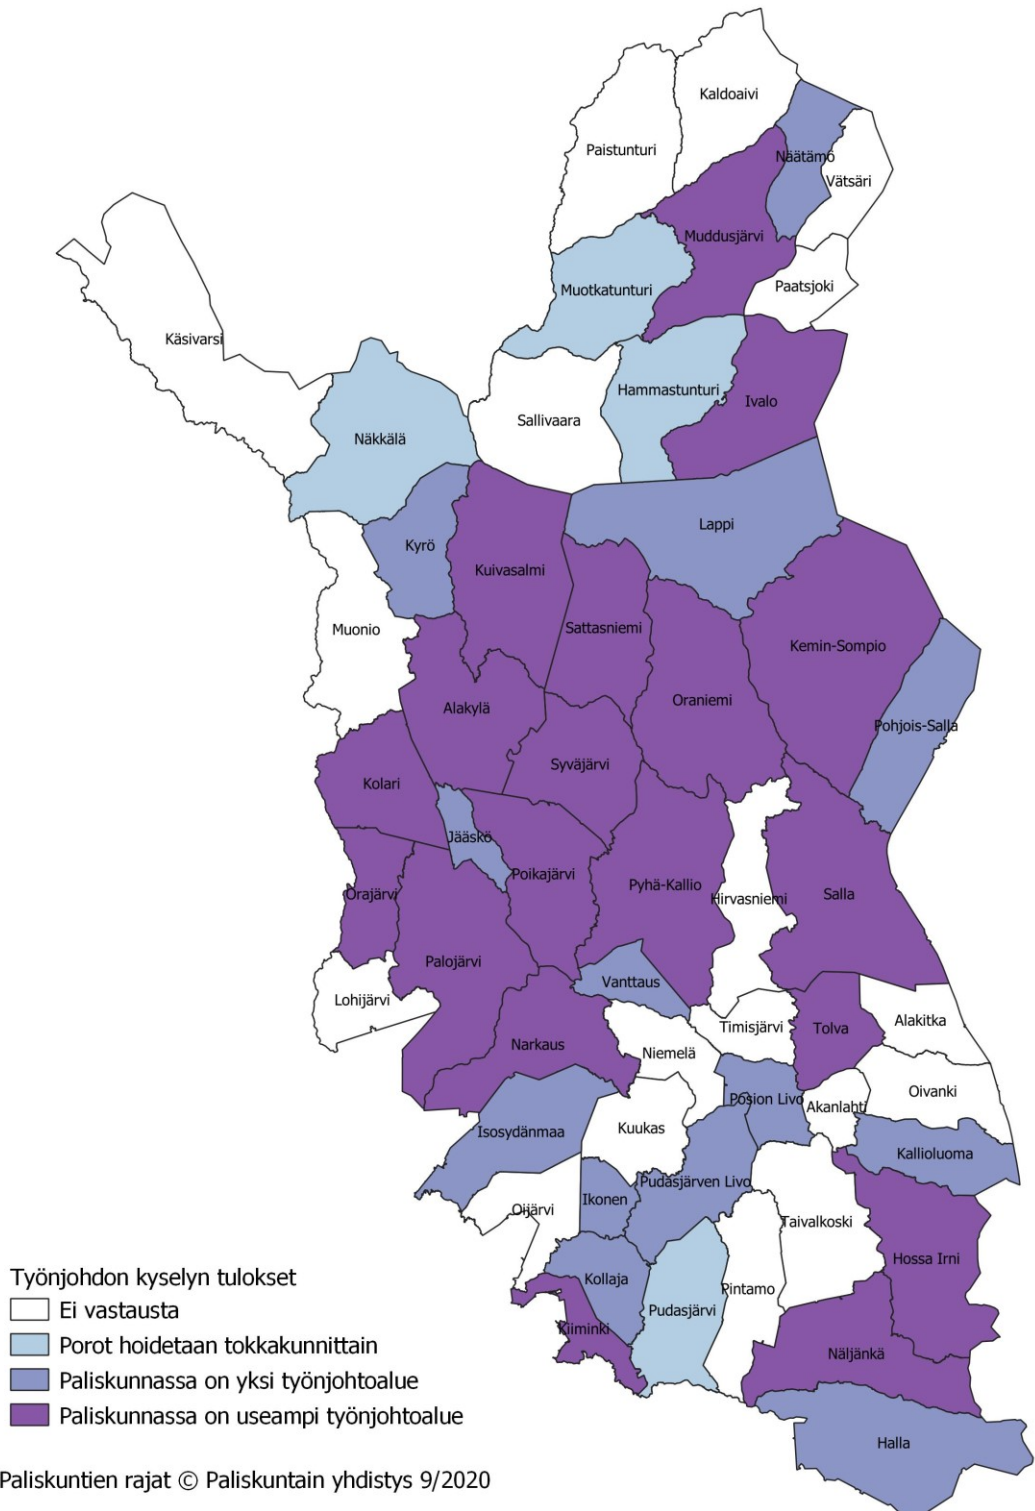 Kaldoaivi
Paistunturi
Näätämö
Vätsäri
Muddusjärvi
Paatsjoki
Muotkatunturi
Käsivarsi
Hammastunturi
Ivalo
Sallivaara
Näkkälä
Lappi
Kyrö
Kuivasalmi
Sattasniemi
Muonio
Kemin-Sompio
Oraniemi
Alakylä
Pohjois-Salla
Syväjärvi
Kolari
Jääskö
Poikajärvi
Pyhä-Kallio
Hirvasniemi
Salla
Orajärvi
Palojärvi
Vanttaus
Lohijärvi
Timisjärvi
Tolva
Alakitka
Narkaus
Niemelä
Oivanki
Posion Livo
Akanlahti
Isosydänmaa
Kuukas
Kallioluoma
Pudasjärven Livo
Ikonen
Oijärvi
Taivalkoski
Hossa Irni
Kollaja
Pintamo
Pudasjärvi
Kiiminki
Näljänkä
Halla
Työnjohdon kyselyn tulokset
Ei vastausta
Porot hoidetaan tokkakunnittain
Paliskunnassa on yksi työnjohtoalue
Paliskunnassa on useampi työnjohtoalue
Paliskuntien rajat © Paliskuntain yhdistys 9/2020